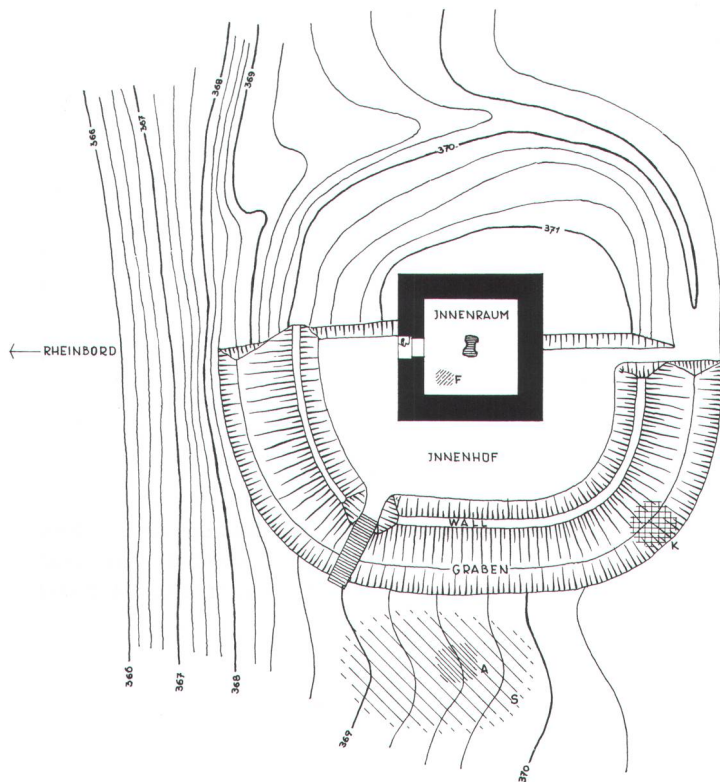 368
369
366
367
370
371
JNNENRAUM
← RHEINBORD
F
JNNENHOF
WALL
K
GRABEN
A
S
366
367
368
369
370